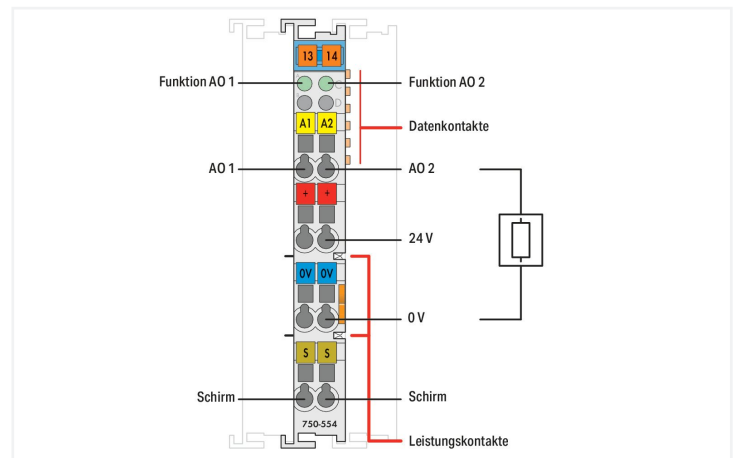 13 14
Funktion AO 1
Funktion AO 2
A C
B D
Datenkontakte
A1 A2
AO 1
AO 2
+ +
24 V
0V 0V
0 V
S S
Schirm
Schirm
750-554
Leistungskontakte